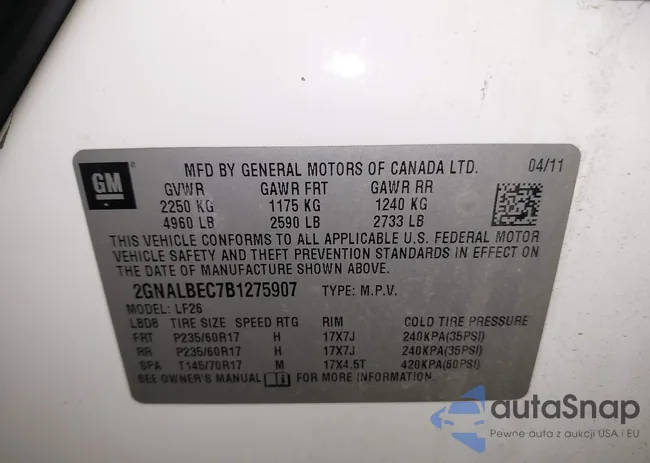 GM
MFD BY GENERAL MOTORS OF CANADA LTD. 04/11
GVWR GAWR FRT GAWR RR
2250 KG 1175 KG 1240 KG
4960 LB 2590 LB 2733 LB
THIS VEHICLE CONFORMS TO ALL APPLICABLE U.S. FEDERAL MOTOR
VEHICLE SAFETY AND THEFT PREVENTION STANDARDS IN EFFECT ON
THE DATE OF MANUFACTURE SHOWN ABOVE.
2GNALBEC7B1275907 TYPE: M.P.V.
MODEL: LF26
LBD8 TIRE SIZE SPEED RTG RIM COLD TIRE PRESSURE
FRT P235/60R17 H 17X7J 240KPA(35PSI)
RR P235/60R17 H 17X7J 240KPA(35PSI)
SPA T145/70R17 M 17X4.5T 420KPA(60PSI)
SEE OWNER'S MANUAL i FOR MORE INFORMATION.
autaSnap
Pewne auta z aukcji USA i EU